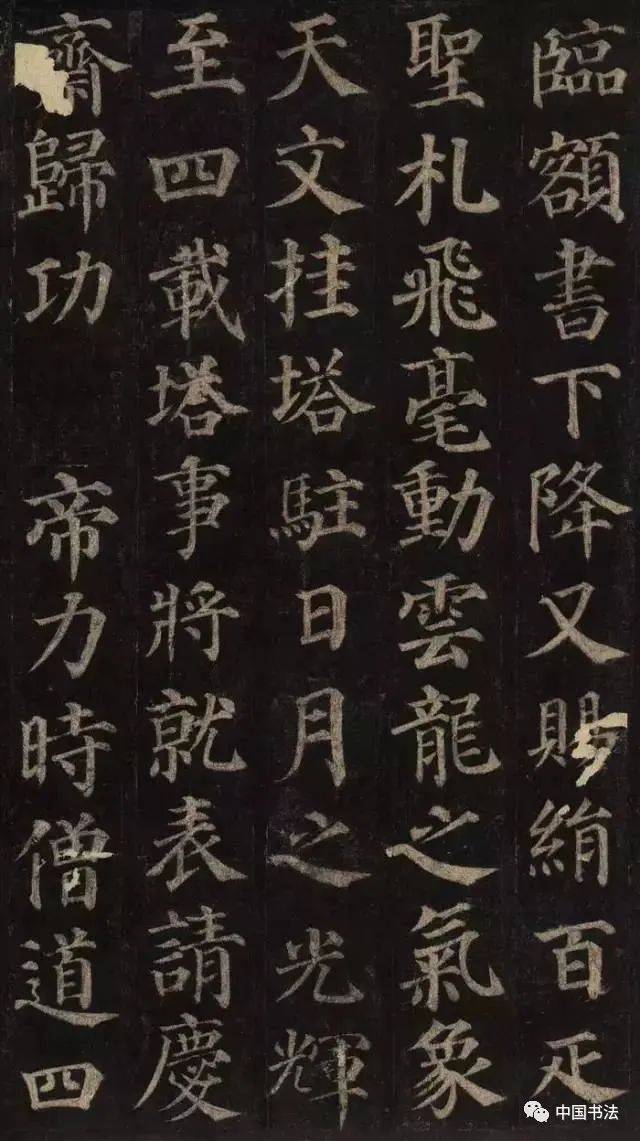 臨額書下降又賜絹百疋
聖札飛毫動雲龍之氣象
天文挂塔駐日月之光輝
至四載塔事將就表請慶
齋歸功　帝力時僧道四
中国书法